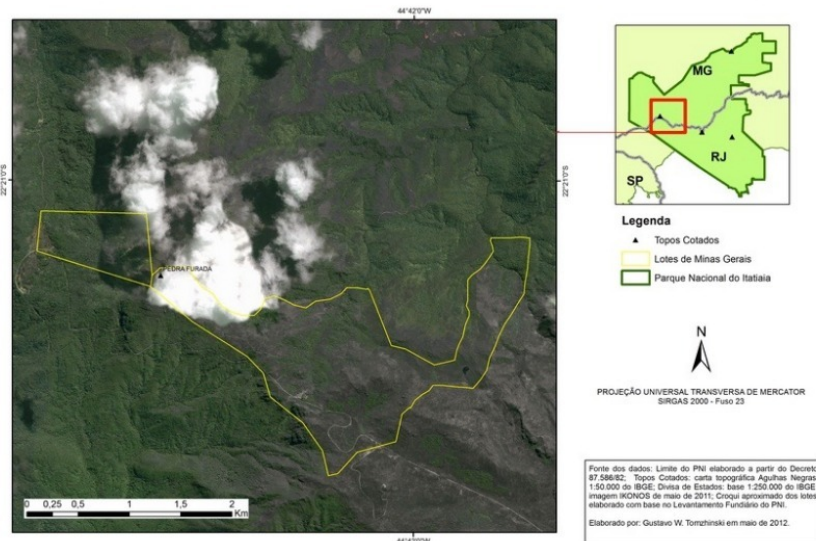 44°42'0"W
22°21'0"S
22°21'0"S
PEDRA FURADA
0 0,25 0,5 1 1,5 2
Km
44°42'0"W
MG
RJ
SP
Legenda
Topos Cotados
Lotes de Minas Gerais
Parque Nacional do Itatiaia
N
PROJEÇÃO UNIVERSAL TRANSVERSA DE MERCATOR
SIRGAS 2000 - Fuso 23
Fonte dos dados: Limite do PNI elaborado a partir do Decreto
87.586/82; Topos Cotados: carta topográfica Agulhas Negras
1:50.000 do IBGE; Divisa de Estados: base 1:250.000 do IBGE
imagem IKONOS de maio de 2011; Croqui aproximado dos lotes
elaborado com base no Levantamento Fundiário do PNI.
Elaborado por: Gustavo W. Tomzhinski em maio de 2012.